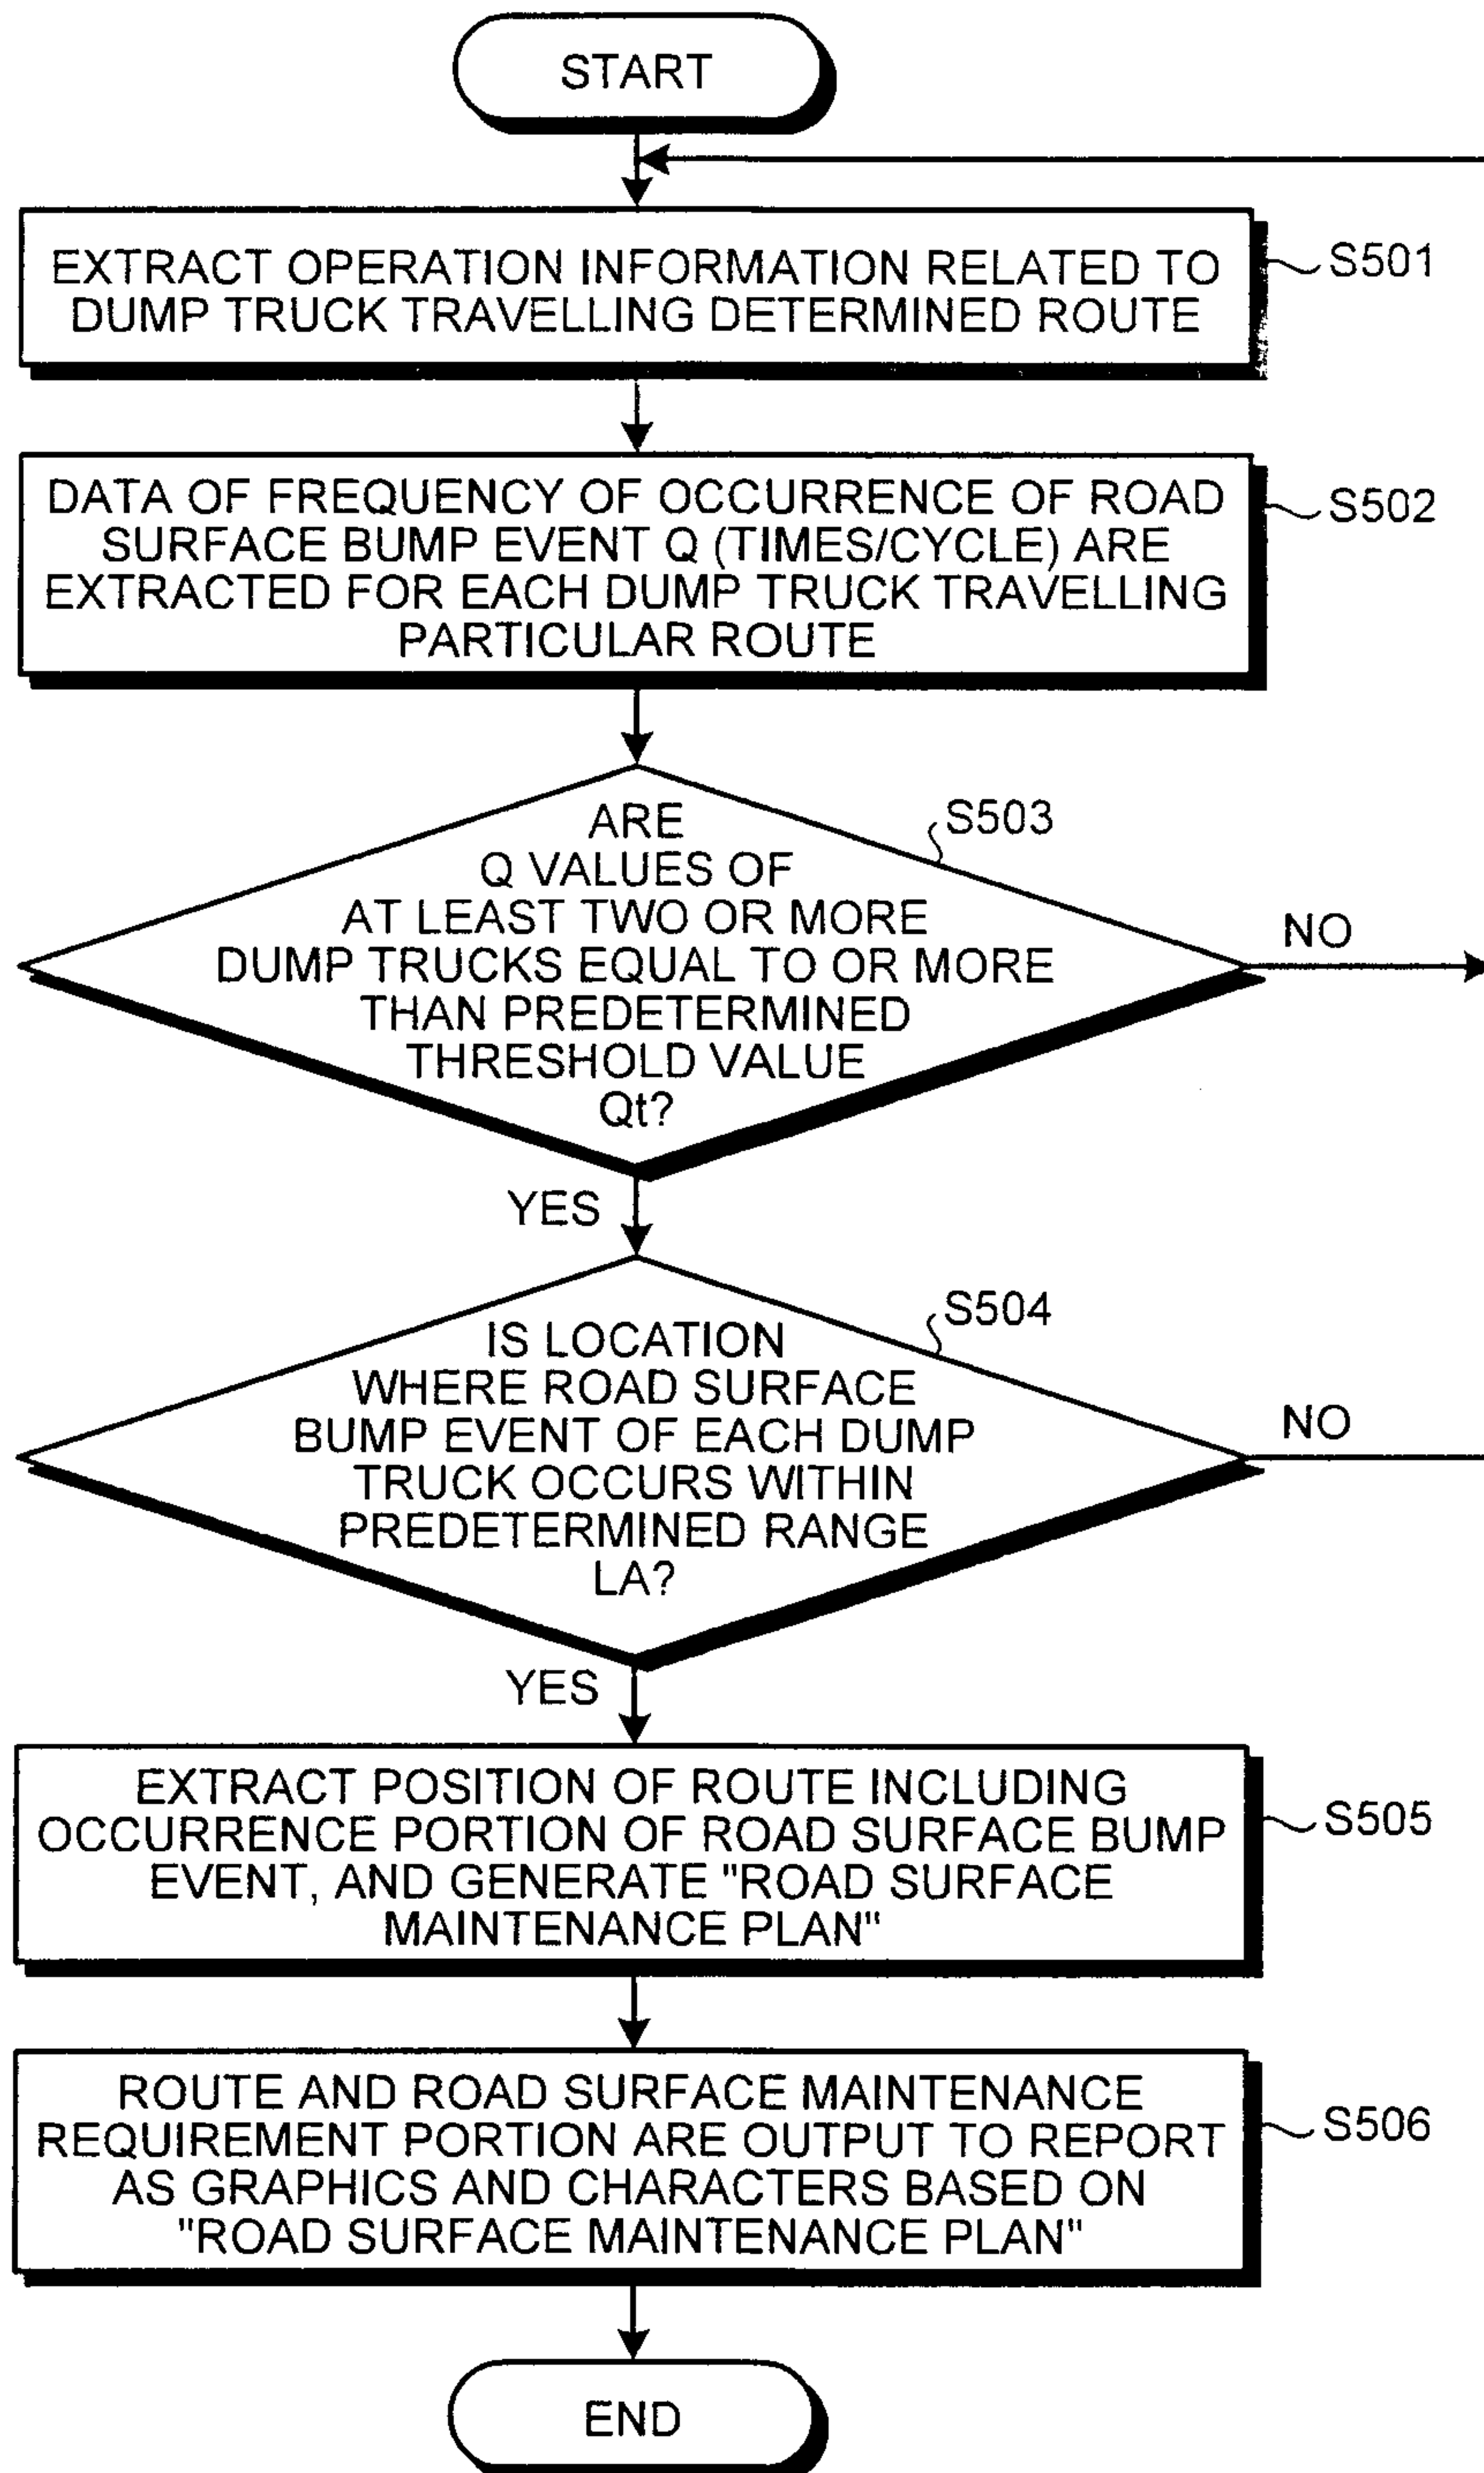 START
EXTRACT OPERATION INFORMATION RELATED TO
DUMP TRUCK TRAVELLING DETERMINED ROUTE
S501
DATA OF FREQUENCY OF OCCURRENCE OF ROAD
SURFACE BUMP EVENT Q (TIMES/CYCLE) ARE
EXTRACTED FOR EACH DUMP TRUCK TRAVELLING
PARTICULAR ROUTE
S502
ARE
Q VALUES OF
AT LEAST TWO OR MORE
DUMP TRUCKS EQUAL TO OR MORE
THAN PREDETERMINED
THRESHOLD VALUE
Qt?
S503
NO
YES
IS LOCATION
WHERE ROAD SURFACE
BUMP EVENT OF EACH DUMP
TRUCK OCCURS WITHIN
PREDETERMINED RANGE
LA?
S504
NO
YES
EXTRACT POSITION OF ROUTE INCLUDING
OCCURRENCE PORTION OF ROAD SURFACE BUMP
EVENT, AND GENERATE "ROAD SURFACE
MAINTENANCE PLAN"
S505
ROUTE AND ROAD SURFACE MAINTENANCE
REQUIREMENT PORTION ARE OUTPUT TO REPORT
AS GRAPHICS AND CHARACTERS BASED ON
"ROAD SURFACE MAINTENANCE PLAN"
S506
END